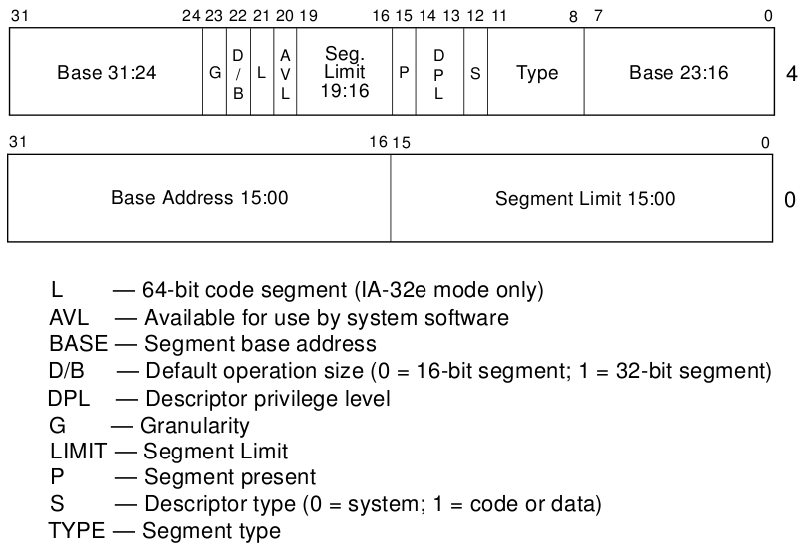 31 24 23 22 21 20 19 16 15 14 13 12 11 8 7 0
Base 31:24 G D/B L AVL Seg. Limit 19:16 P DPL S Type Base 23:16 4
31 16 15 0
Base Address 15:00 Segment Limit 15:00 0
L — 64-bit code segment (IA-32e mode only)
AVL — Available for use by system software
BASE — Segment base address
D/B — Default operation size (0 = 16-bit segment; 1 = 32-bit segment)
DPL — Descriptor privilege level
G — Granularity
LIMIT — Segment Limit
P — Segment present
S — Descriptor type (0 = system; 1 = code or data)
TYPE — Segment type